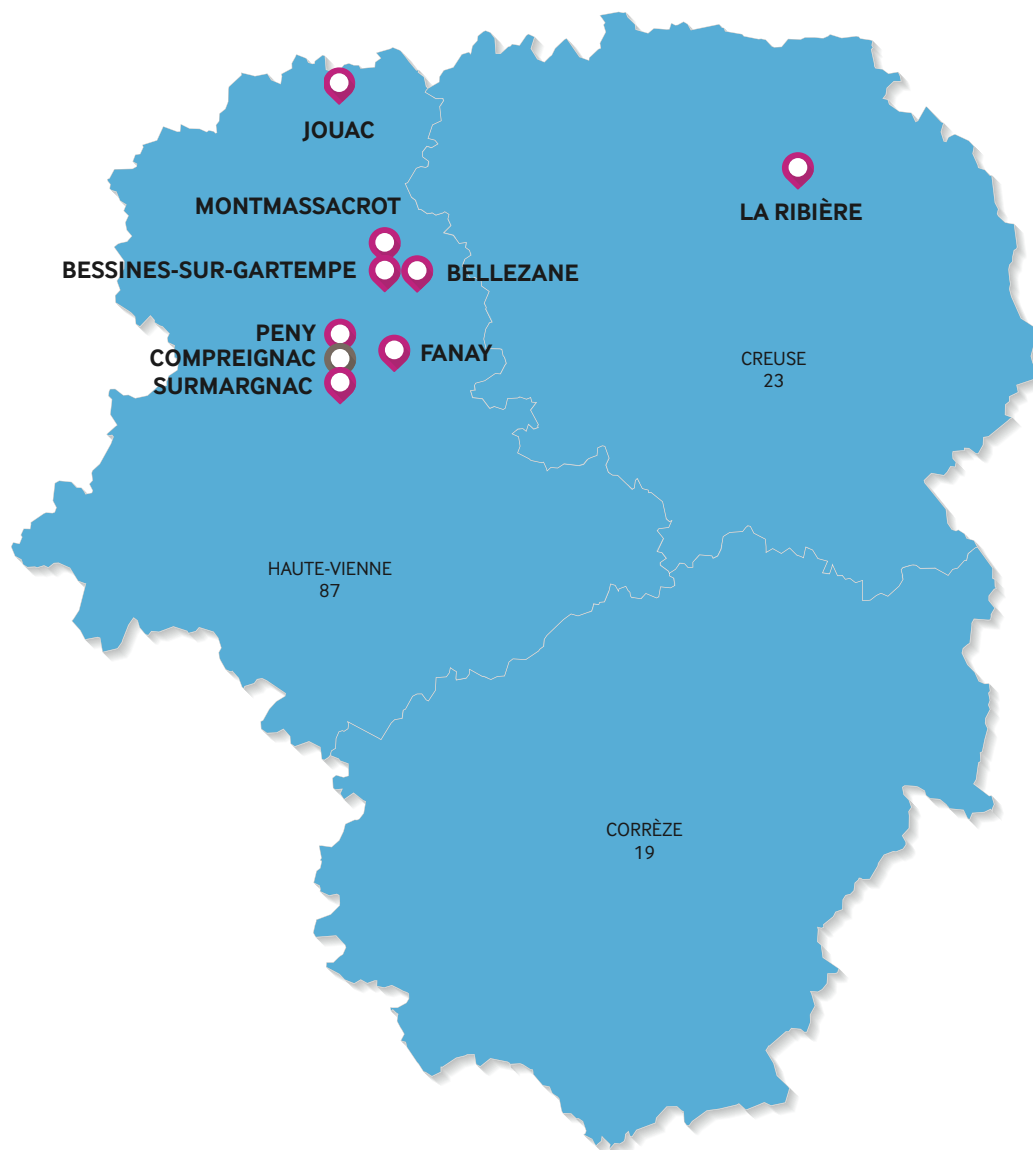 JOUAC
MONTMASSACROT
LA RIBIÈRE
BESSINES-SUR-GARTEMPE
BELLEZANE
PENY
COMPREIGNAC
FANAY
SURMARGNAC
CREUSE
23
HAUTE-VIENNE
87
CORRÈZE
19